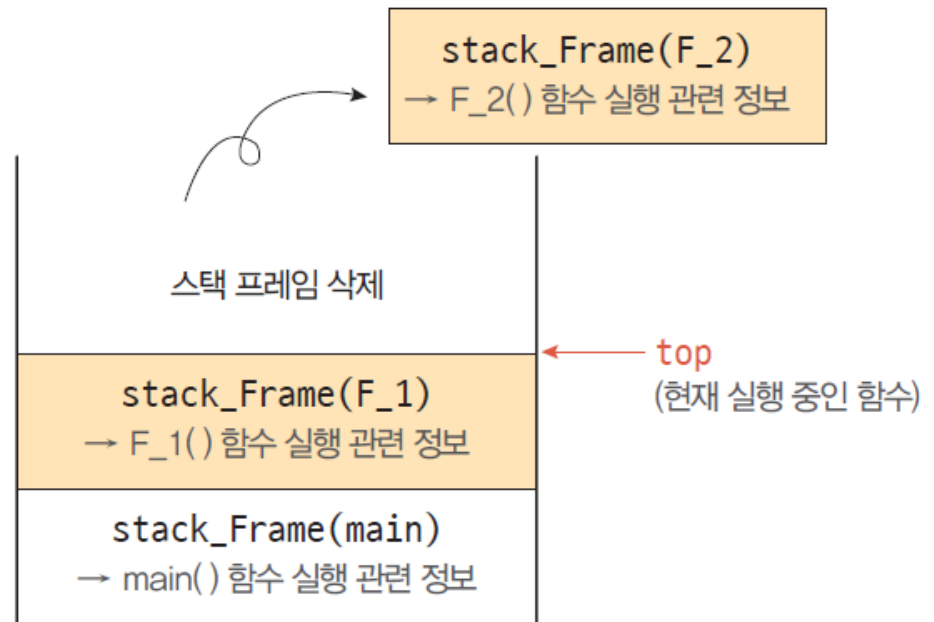 stack_Frame(F_2)
→ F_2( ) 함수 실행 관련 정보
스택 프레임 삭제
top
(현재 실행 중인 함수)
stack_Frame(F_1)
→ F_1( ) 함수 실행 관련 정보
stack_Frame(main)
→ main( ) 함수 실행 관련 정보